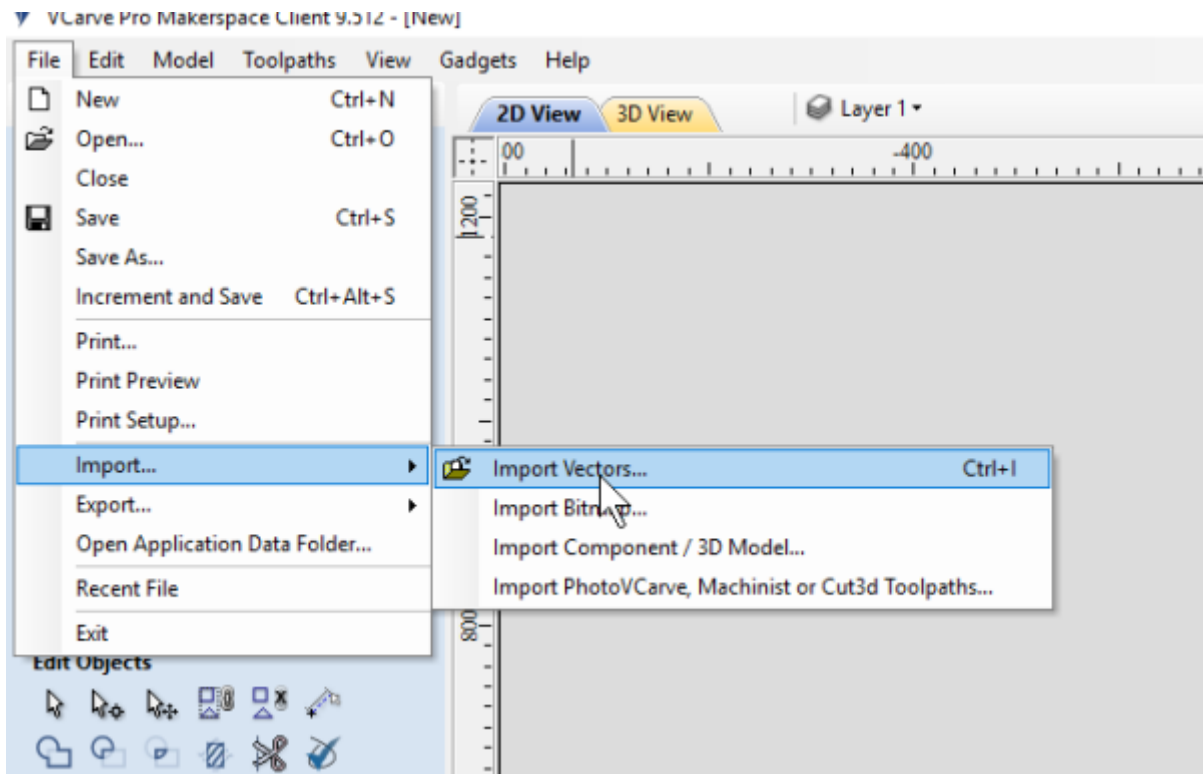 VCarve Pro Makerspace Client 9.512 - [New]
File Edit Model Toolpaths View Gadgets Help
New Ctrl+N
Open... Ctrl+O
Close
Save Ctrl+S
Save As...
Increment and Save Ctrl+Alt+S
Print...
Print Preview
Print Setup...
Import...
Export...
Open Application Data Folder...
Recent File
Exit
Import Vectors... Ctrl+I
Import Component / 3D Model...
Import PhotoVCarve, Machinist or Cut3d Toolpaths...
2D View 3D View Layer 1
00 -400
1200
800
Edit Objects